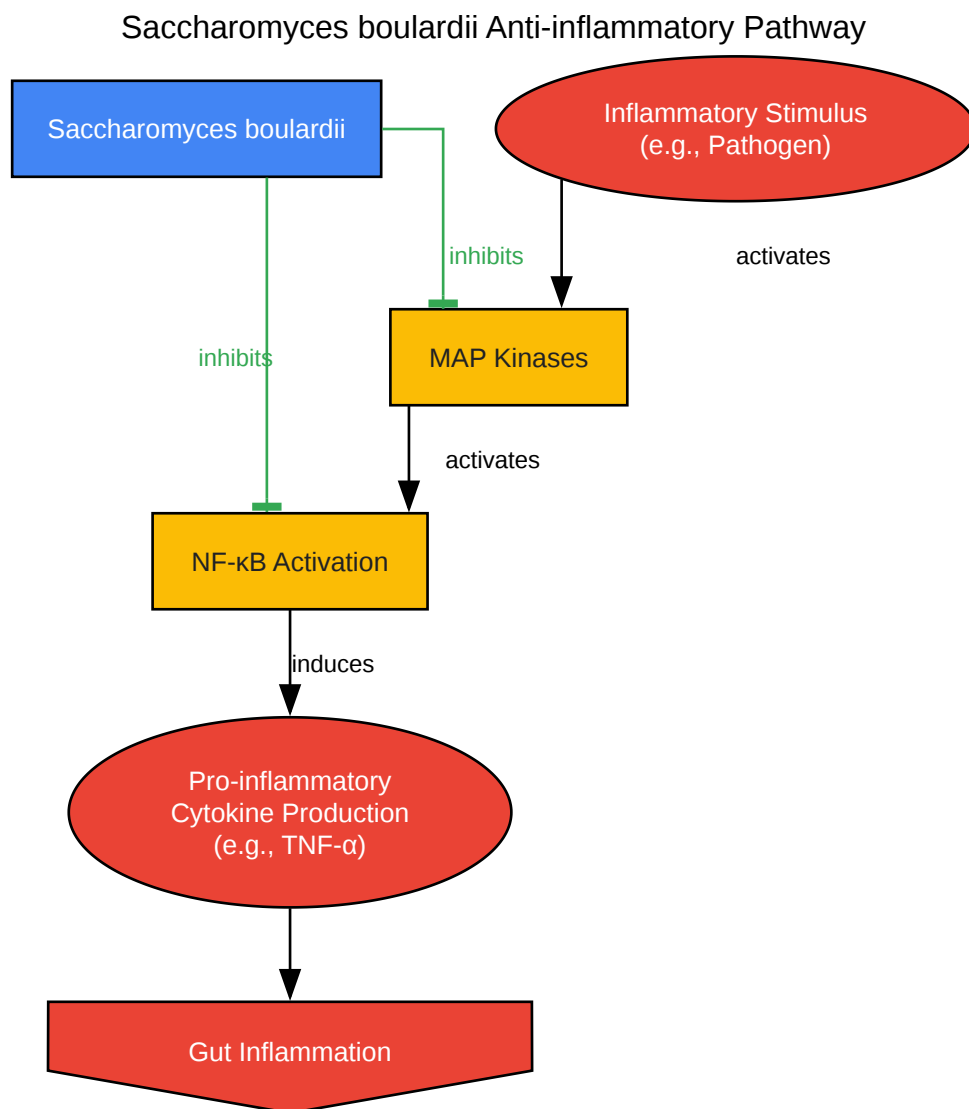 Saccharomyces boulardii Anti-inflammatory Pathway
Saccharomyces boulardii
Inflammatory Stimulus
(e.g., Pathogen)
inhibits
activates
inhibits
MAP Kinases
activates
NF-κB Activation
induces
Pro-inflammatory
Cytokine Production
(e.g., TNF-α)
Gut Inflammation